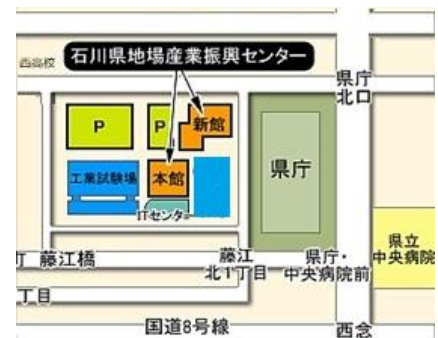 石川県地場産業振興センター
西高校
県庁
北口
P
P
新館
県庁
工業試験場
本館
ITセンター
県立
中央病院
町
藤江橋
藤江
北1丁目
県庁・
中央病院前
丁目
国道8号線
西念